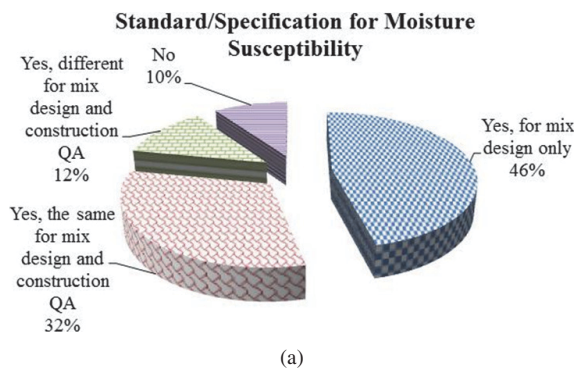 Standard/Specification for Moisture
Susceptibility
No
10%
Yes, different
for mix
design and
construction
QA
12%
Yes, for mix
design only
46%
Yes, the same
for mix
design and
construction
QA
32%
(a)